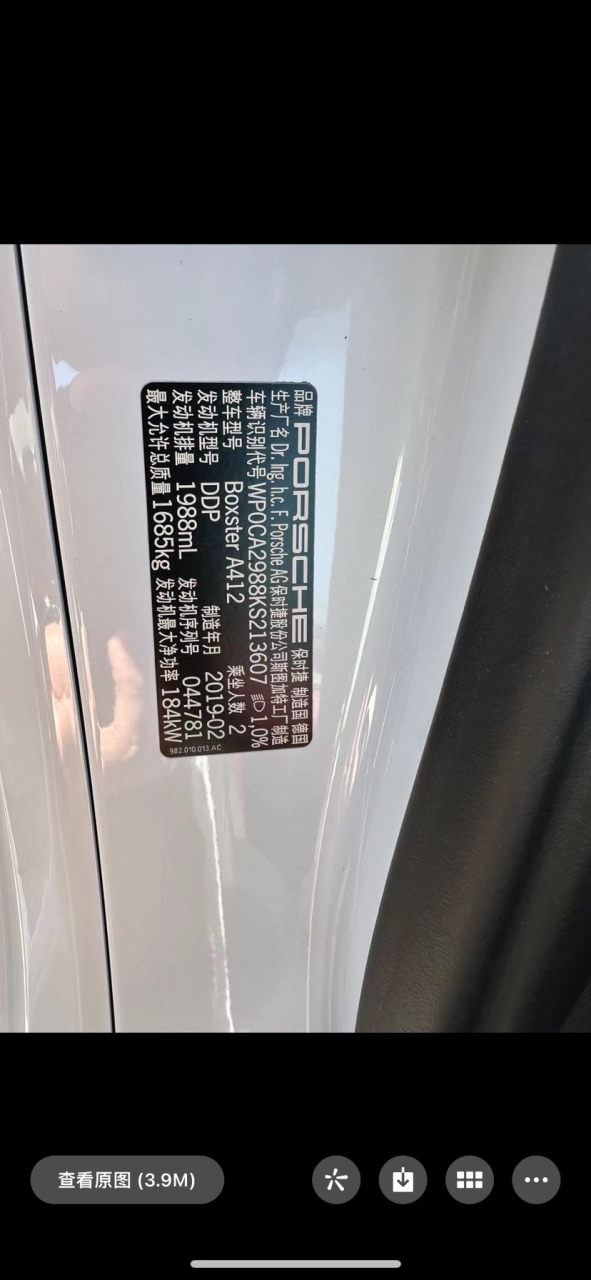 品牌 PORSCHE 保时捷 制造国 德国
生产厂名 Dr. Ing. h.c. F. Porsche AG保时捷股份公司斯图加特工厂制造
车辆识别代号 WP0CA2988KS213607 1.0%
整车型号 Boxster A412 乘坐人数 2
发动机型号 DDP 制造年月 2019-02
发动机排量 1988mL 发动机序列号 044781
最大允许总质量 1685kg 发动机最大净功率 184kW
982.010.013.AC
查看原图 (3.9M)